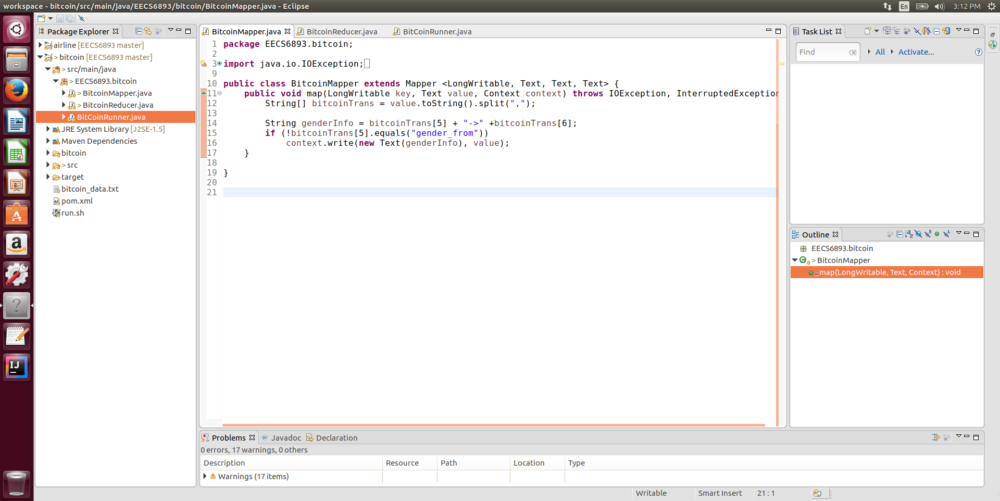 workspace - bitcoin/src/main/java/EECS6893/bitcoin/BitcoinMapper.java - Eclipse
En
3:12 PM
Package Explorer
airline [EECS6893 master]
> bitcoin [EECS6893 master]
> src/main/java
> EECS6893.bitcoin
> BitcoinMapper.java
> BitcoinReducer.java
BitCoinRunner.java
JRE System Library [J2SE-1.5]
Maven Dependencies
bitcoin
> src
target
bitcoin_data.txt
pom.xml
run.sh
BitcoinMapper.java
BitcoinReducer.java
BitCoinRunner.java
1 package EECS6893.bitcoin;
2
3 import java.io.IOException;
9
10 public class BitcoinMapper extends Mapper <LongWritable, Text, Text, Text> {
11 public void map(LongWritable key, Text value, Context context) throws IOException, InterruptedException
12 String[] bitcoinTrans = value.toString().split(",");
13
14 String genderInfo = bitcoinTrans[5] + "->" +bitcoinTrans[6];
15 if (!bitcoinTrans[5].equals("gender_from"))
16 context.write(new Text(genderInfo), value);
17 }
18
19 }
20
21
Task List
Find
All
Activate...
Outline
EECS6893.bitcoin
> BitcoinMapper
map(LongWritable, Text, Context) : void
Problems
@ Javadoc
Declaration
0 errors, 17 warnings, 0 others
Description
Resource
Path
Location
Type
Warnings (17 items)
Writable
Smart Insert
21 : 1